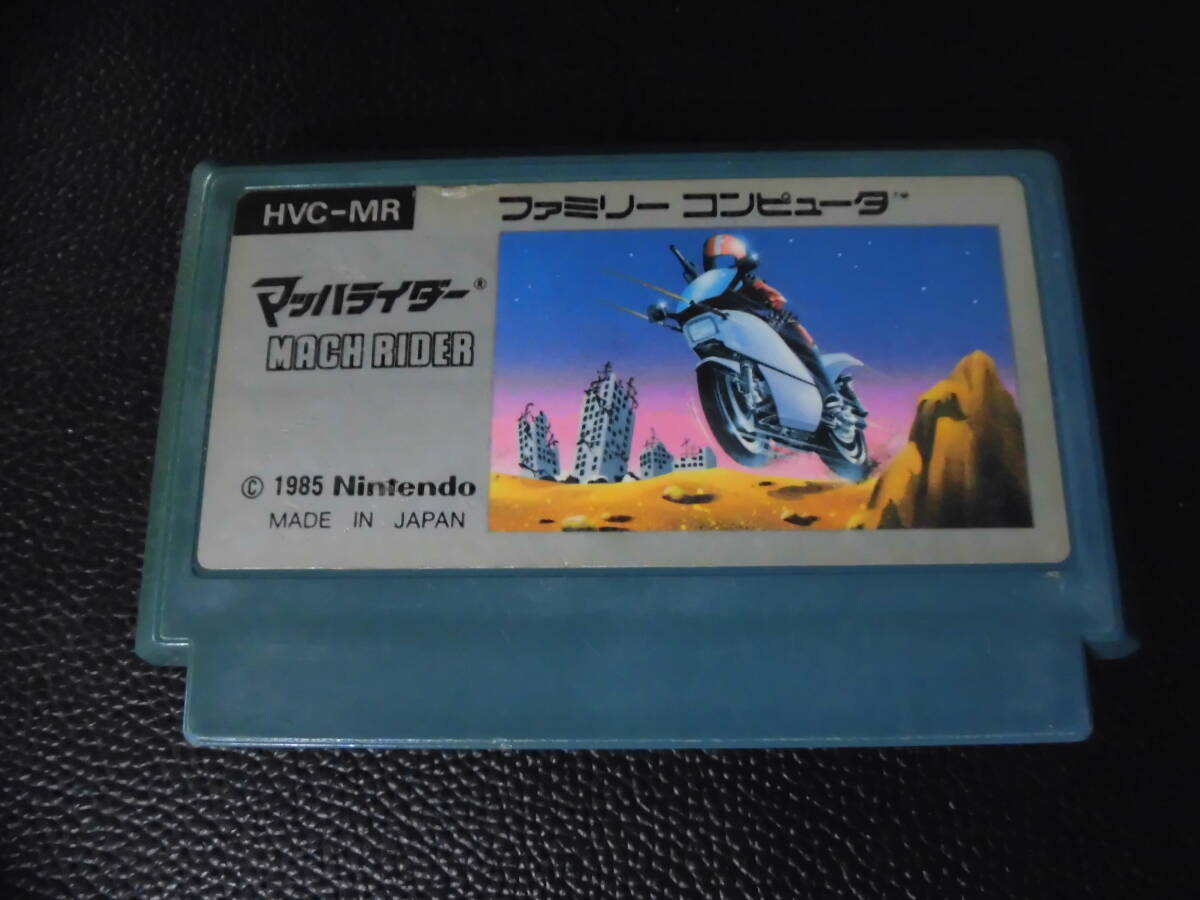 HVC-MR
ファミリー コンピュータ™
マッハライダー®
MACH RIDER
© 1985 Nintendo
MADE IN JAPAN